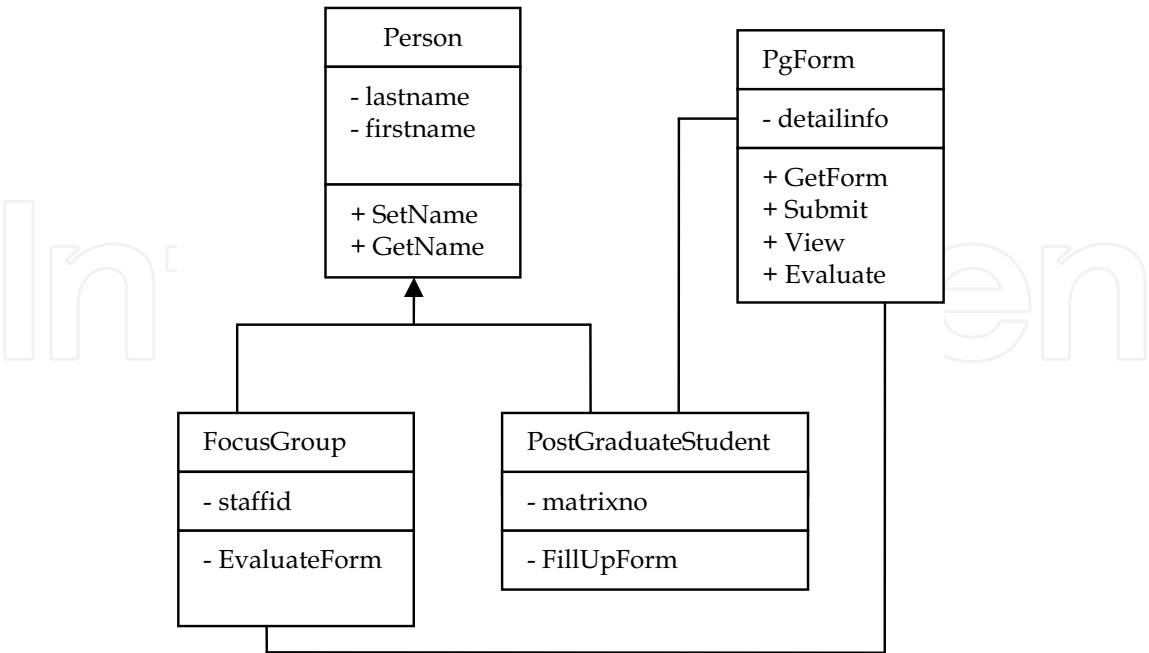 Person
- lastname
- firstname
+ SetName
+ GetName
PgForm
- detailinfo
+ GetForm
+ Submit
+ View
+ Evaluate
FocusGroup
- staffid
- EvaluateForm
PostGraduateStudent
- matrixno
- FillUpForm